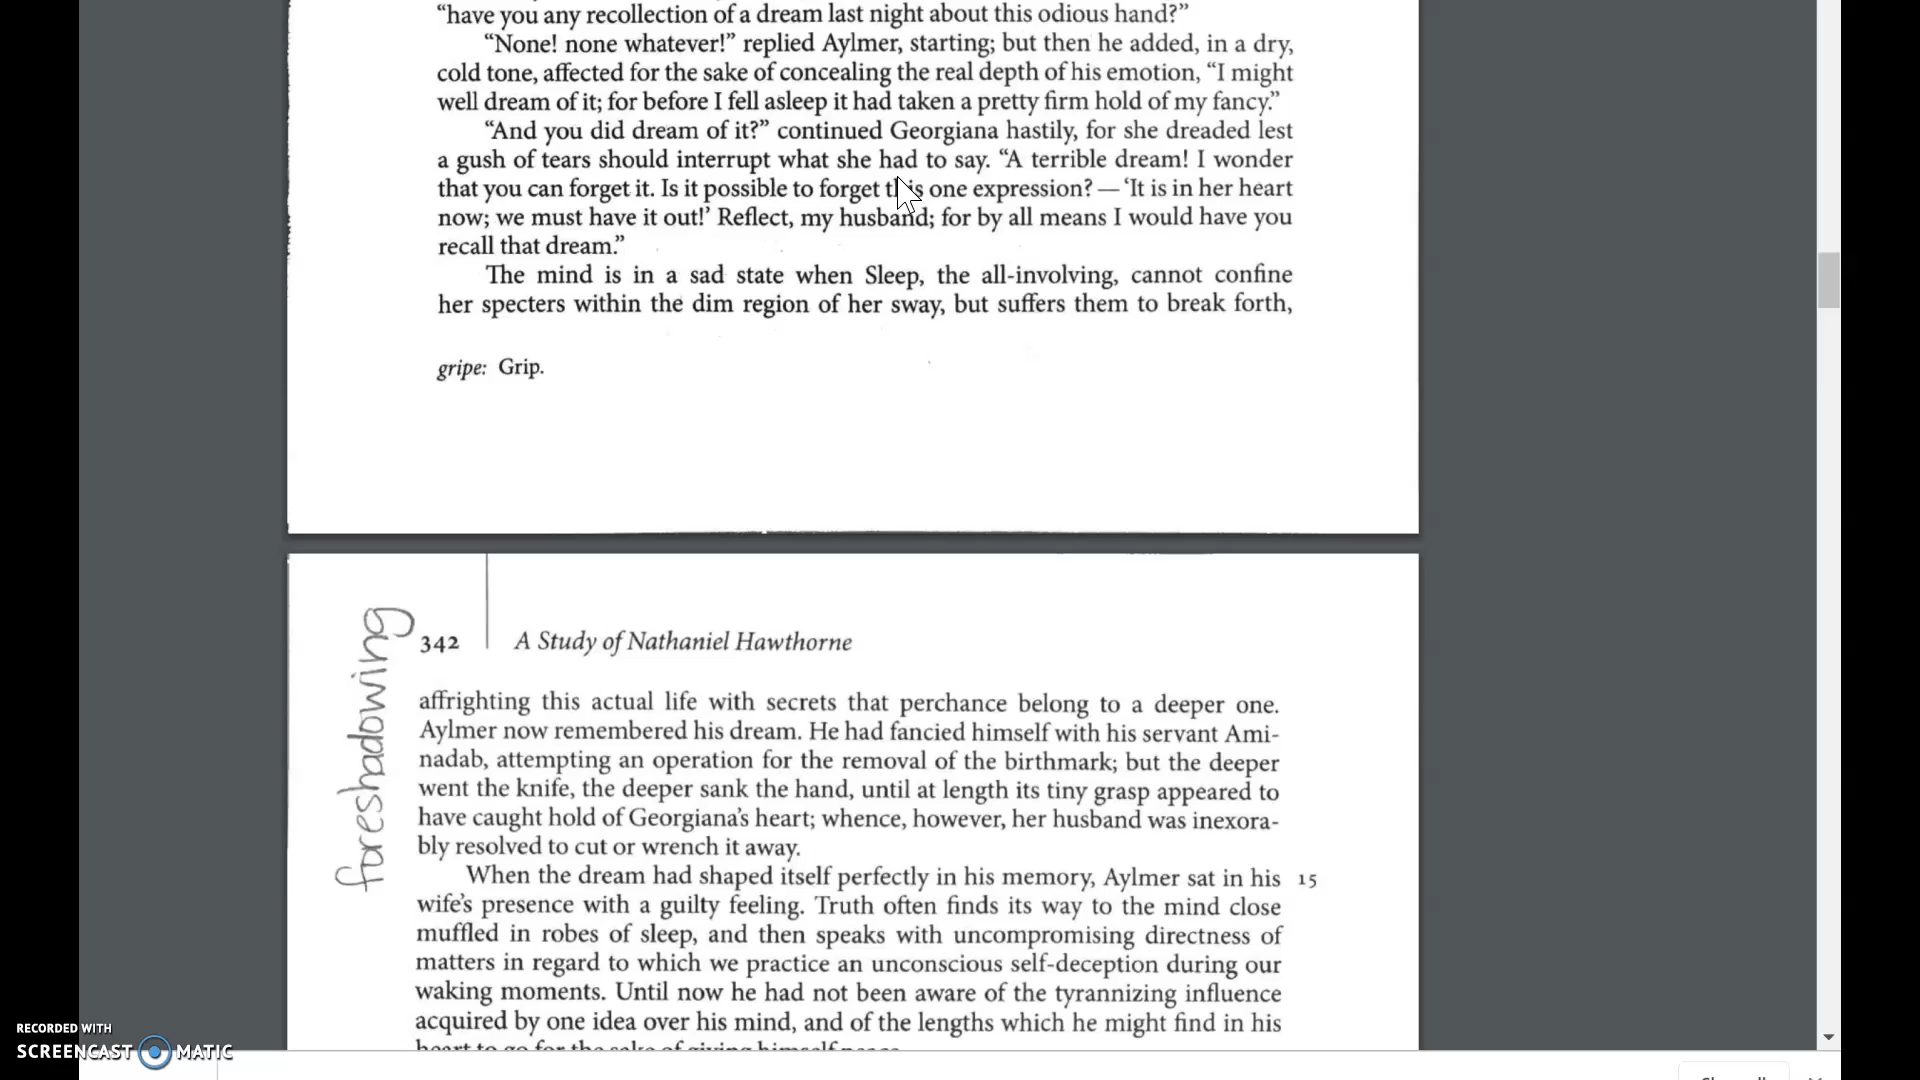 “have you any recollection of a dream last night about this odious hand?”
“None! none whatever!” replied Aylmer, starting; but then he added, in a dry,
cold tone, affected for the sake of concealing the real depth of his emotion, “I might
well dream of it; for before I fell asleep it had taken a pretty firm hold of my fancy.”
“And you did dream of it?” continued Georgiana hastily, for she dreaded lest
a gush of tears should interrupt what she had to say. “A terrible dream! I wonder
that you can forget it. Is it possible to forget this one expression? — ‘It is in her heart
now; we must have it out!’ Reflect, my husband; for by all means I would have you
recall that dream.”
The mind is in a sad state when Sleep, the all-involving, cannot confine
her specters within the dim region of her sway, but suffers them to break forth,
gripe: Grip.
foreshadowing
342 A Study of Nathaniel Hawthorne
affrighting this actual life with secrets that perchance belong to a deeper one.
Aylmer now remembered his dream. He had fancied himself with his servant Ami-
nadab, attempting an operation for the removal of the birthmark; but the deeper
went the knife, the deeper sank the hand, until at length its tiny grasp appeared to
have caught hold of Georgiana’s heart; whence, however, her husband was inexora-
bly resolved to cut or wrench it away.
When the dream had shaped itself perfectly in his memory, Aylmer sat in his 15
wife’s presence with a guilty feeling. Truth often finds its way to the mind close
muffled in robes of sleep, and then speaks with uncompromising directness of
matters in regard to which we practice an unconscious self-deception during our
waking moments. Until now he had not been aware of the tyrannizing influence
acquired by one idea over his mind, and of the lengths which he might find in his
heart to go for the sake of giving himself peace.
RECORDED WITH
SCREENCAST MATIC